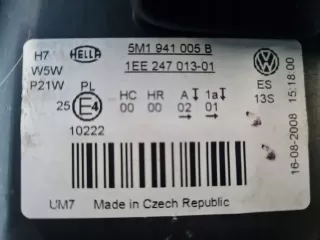 H7 HELLA 5M1 941 005 B
W5W 1EE 247 013-01
P21W PL HC HR A 1a ES
25 E4 00 00 02 01 13S
10222
UM7 Made in Czech Republic
16-08-2008 15:18:00